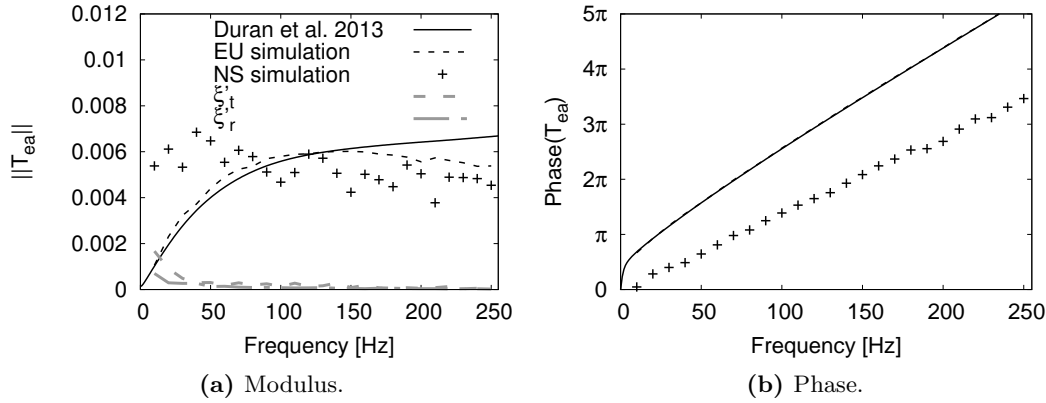 0.012
0.01
0.008
0.006
0.004
0.002
0
||T_ea||
Duran et al. 2013
EU simulation
NS simulation
ξ'_t
ξ'_r
0 50 100 150 200 250
Frequency [Hz]
(a) Modulus.
5π
4π
3π
2π
π
0
Phase(T_ea)
0 50 100 150 200 250
Frequency [Hz]
(b) Phase.